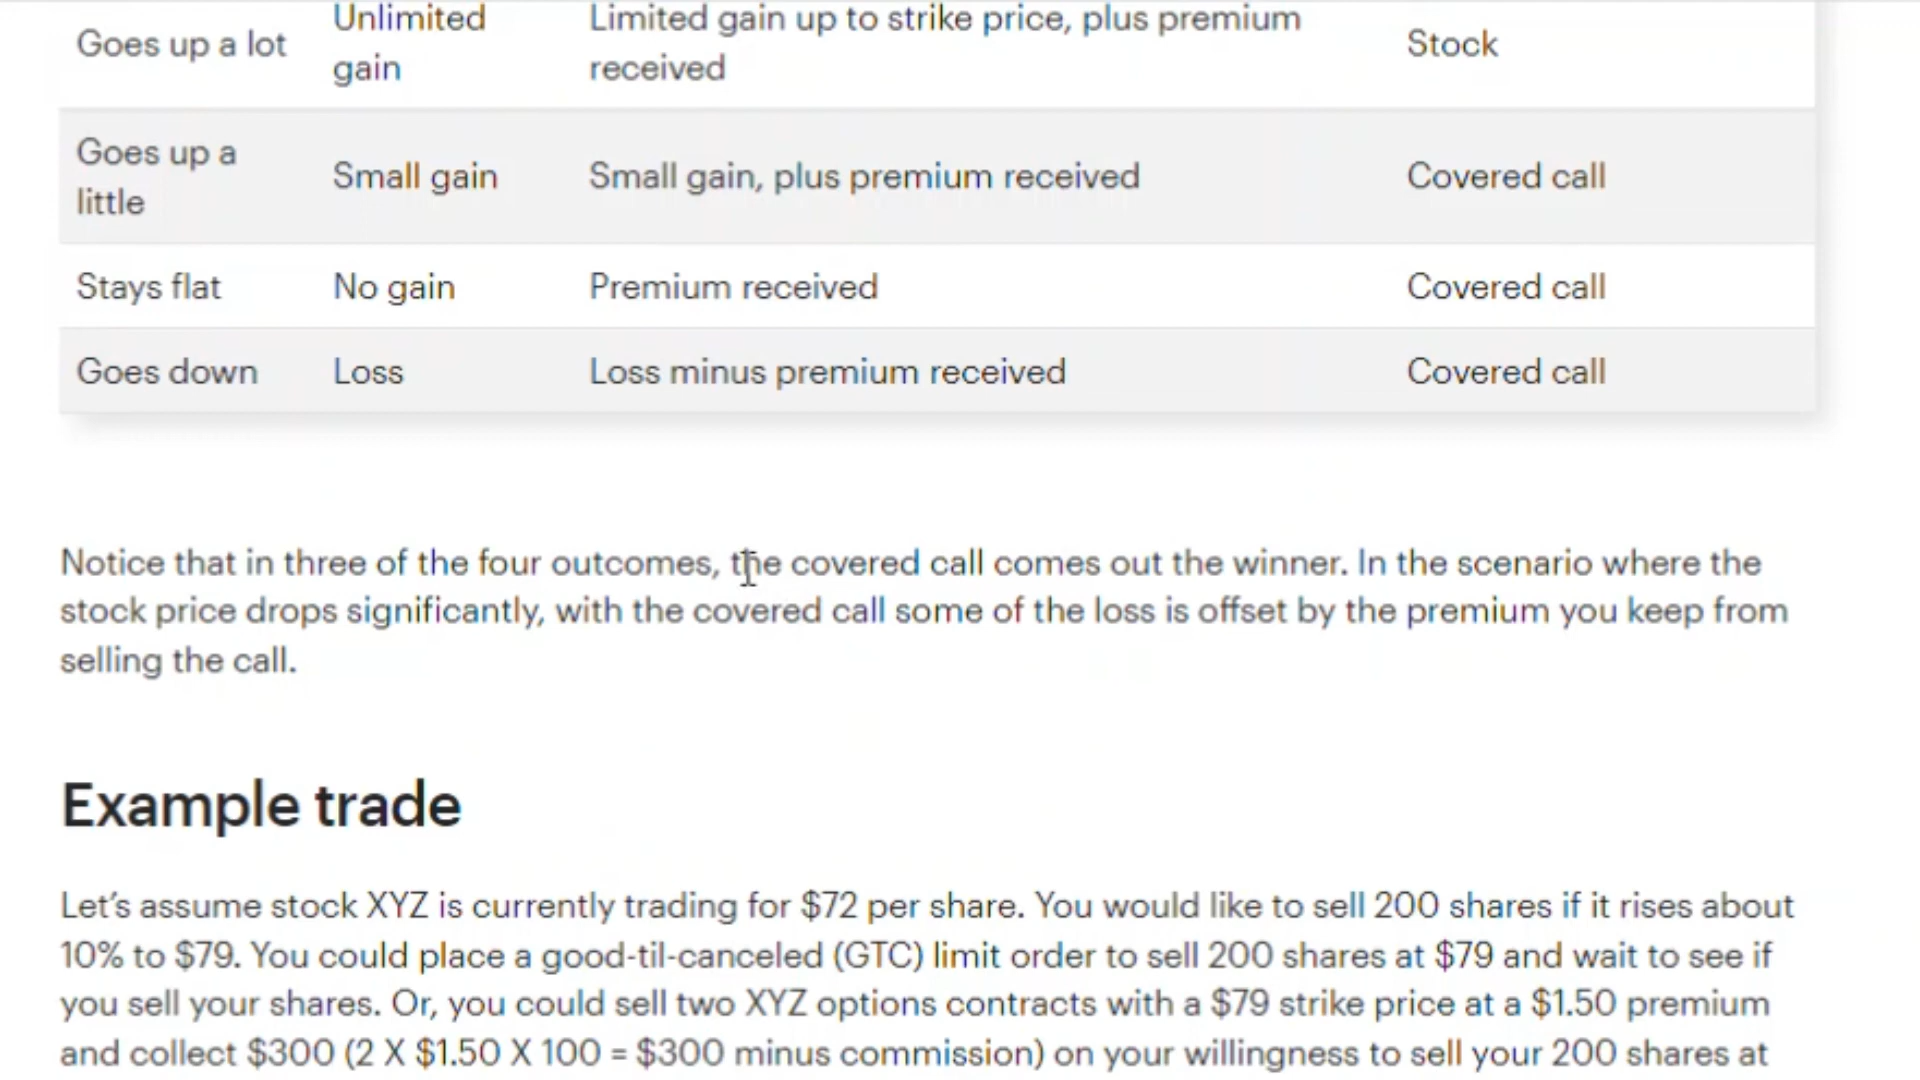 Goes up a lot Unlimited gain Limited gain up to strike price, plus premium received Stock
Goes up a little Small gain Small gain, plus premium received Covered call
Stays flat No gain Premium received Covered call
Goes down Loss Loss minus premium received Covered call
Notice that in three of the four outcomes, the covered call comes out the winner. In the scenario where the
stock price drops significantly, with the covered call some of the loss is offset by the premium you keep from
selling the call.
Example trade
Let's assume stock XYZ is currently trading for $72 per share. You would like to sell 200 shares if it rises about
10% to $79. You could place a good-til-canceled (GTC) limit order to sell 200 shares at $79 and wait to see if
you sell your shares. Or, you could sell two XYZ options contracts with a $79 strike price at a $1.50 premium
and collect $300 (2 X $1.50 X 100 = $300 minus commission) on your willingness to sell your 200 shares at